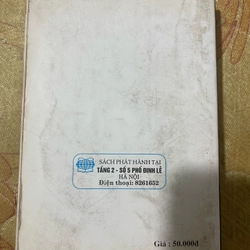 SÁCH PHÁT HÀNH TẠI
TẦNG 2 - SỐ 5 PHỐ ĐINH LỄ
HÀ NỘI
Điện thoại: 8261652
Giá : 50.000đ